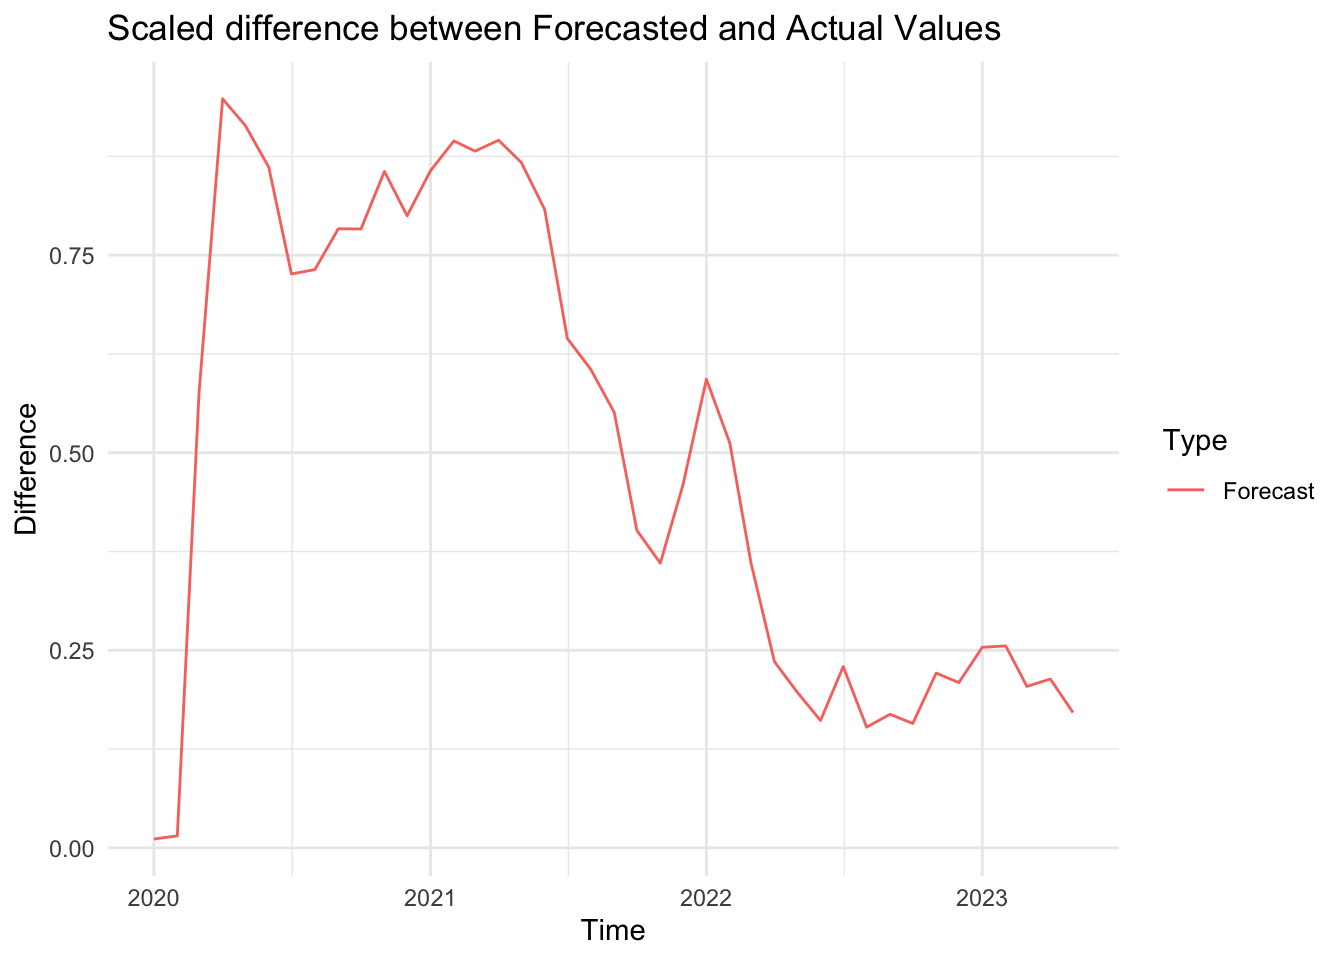 Scaled difference between Forecasted and Actual Values
Difference
0.75
0.50
0.25
0.00
2020 2021 2022 2023
Time
Type
Forecast